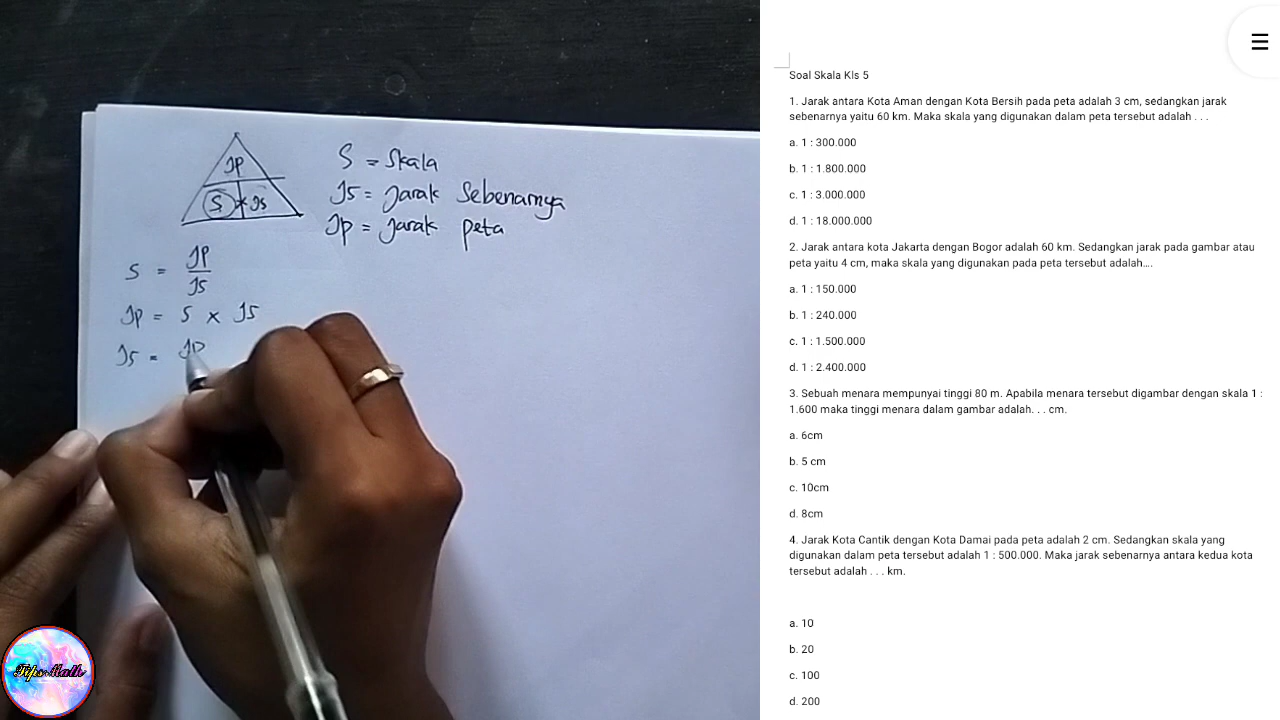 JP
S x Js
S = Skala
Js = Jarak Sebenarnya
Jp = Jarak peta
S = JP
Js
Jp = S x Js
Js = JP
Tips Math
Soal Skala Kls 5
1. Jarak antara Kota Aman dengan Kota Bersih pada peta adalah 3 cm, sedangkan jarak
sebenarnya yaitu 60 km. Maka skala yang digunakan dalam peta tersebut adalah . . .
a. 1 : 300.000
b. 1 : 1.800.000
c. 1 : 3.000.000
d. 1 : 18.000.000
2. Jarak antara kota Jakarta dengan Bogor adalah 60 km. Sedangkan jarak pada gambar atau
peta yaitu 4 cm, maka skala yang digunakan pada peta tersebut adalah....
a. 1 : 150.000
b. 1 : 240.000
c. 1 : 1.500.000
d. 1 : 2.400.000
3. Sebuah menara mempunyai tinggi 80 m. Apabila menara tersebut digambar dengan skala 1 :
1.600 maka tinggi menara dalam gambar adalah. . . cm.
a. 6cm
b. 5 cm
c. 10cm
d. 8cm
4. Jarak Kota Cantik dengan Kota Damai pada peta adalah 2 cm. Sedangkan skala yang
digunakan dalam peta tersebut adalah 1 : 500.000. Maka jarak sebenarnya antara kedua kota
tersebut adalah . . . km.
a. 10
b. 20
c. 100
d. 200